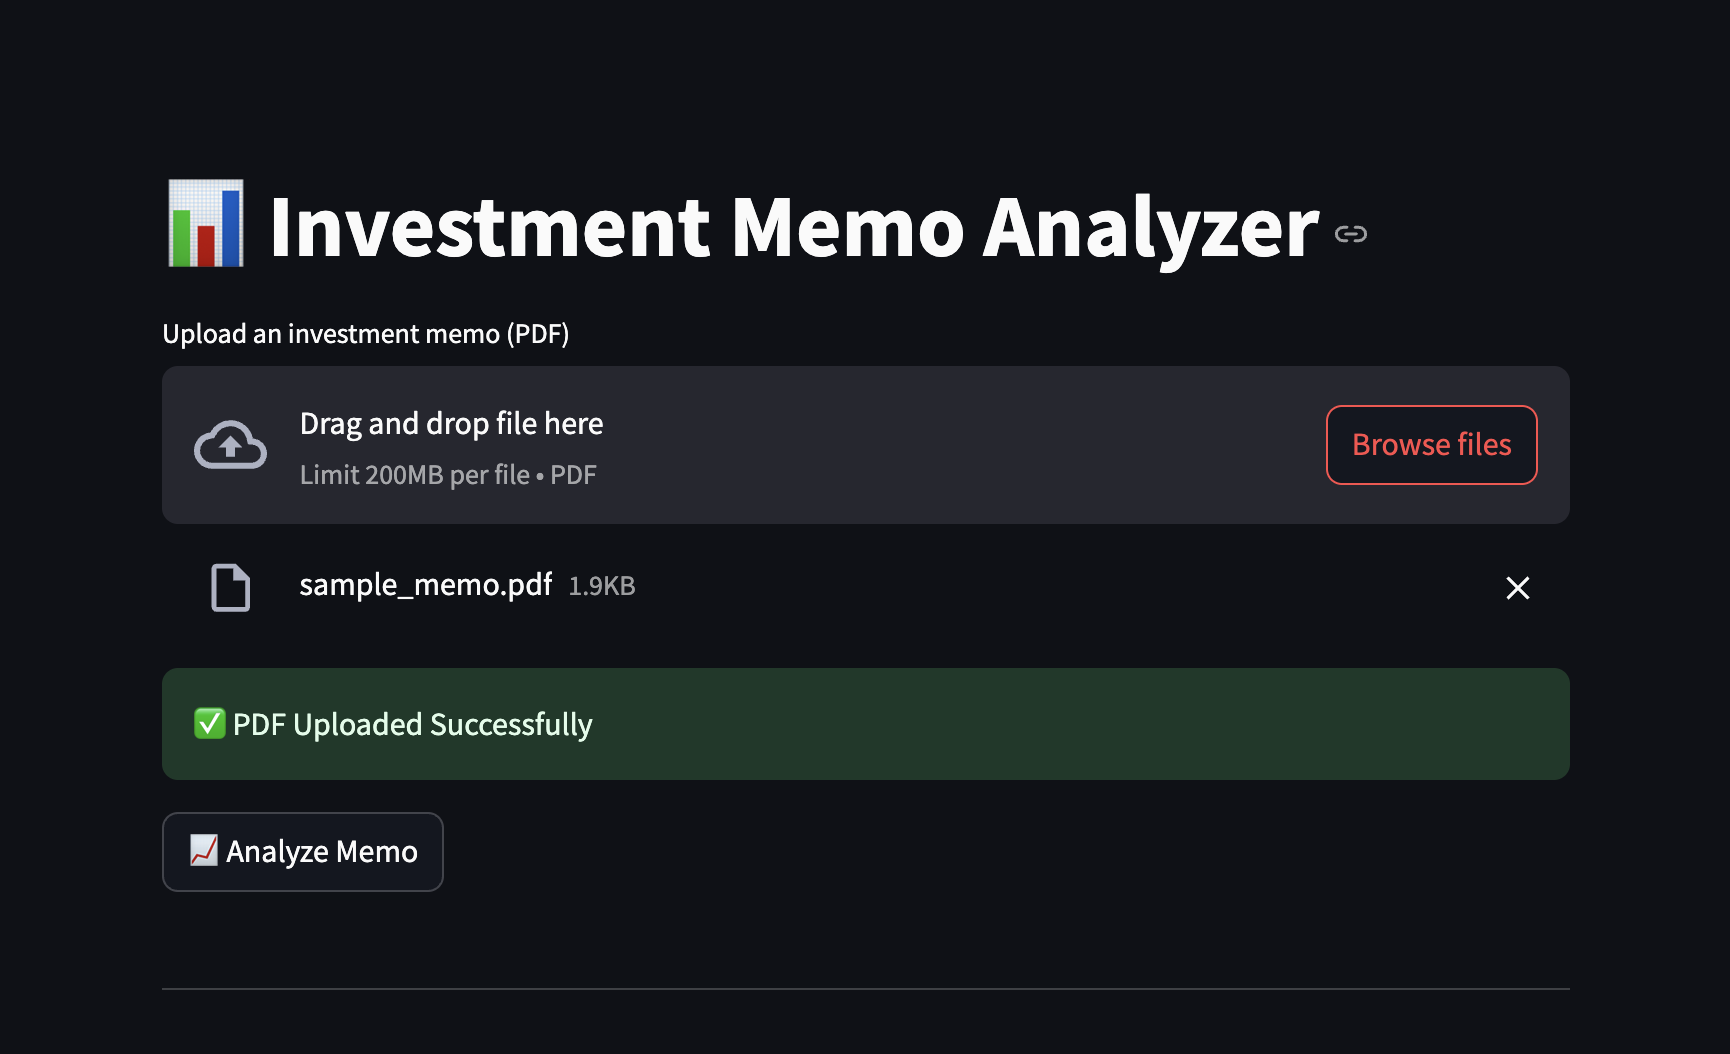 📊 Investment Memo Analyzer
Upload an investment memo (PDF)
Drag and drop file here
Limit 200MB per file • PDF
Browse files
sample_memo.pdf 1.9KB
✅ PDF Uploaded Successfully
📈 Analyze Memo